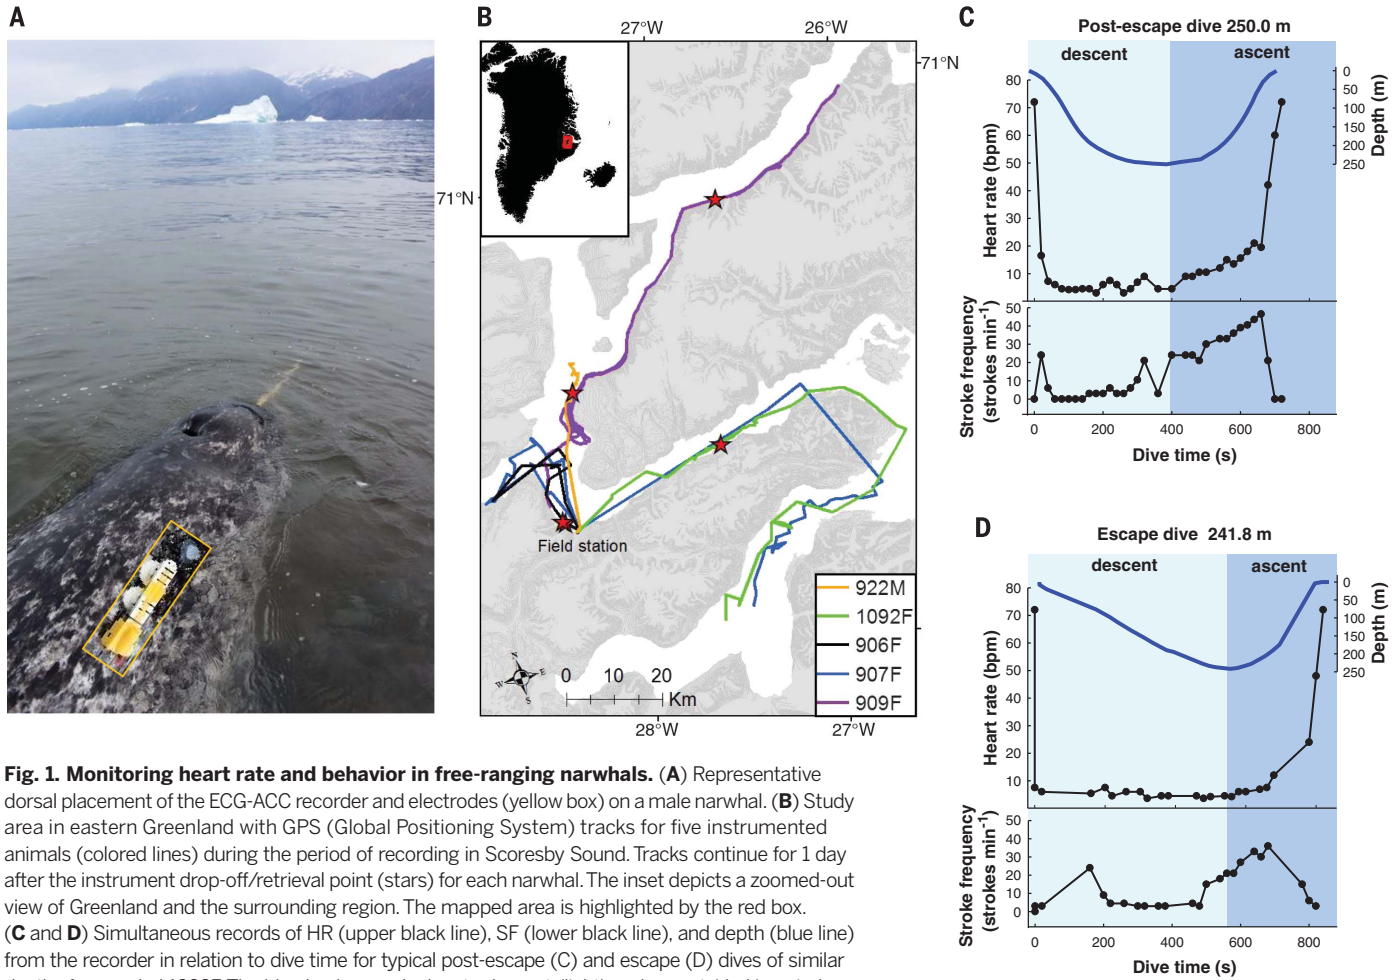 A
B
C
27°W
26°W
71°N
71°N
Field station
922M
1092F
906F
907F
909F
N
W
E
S
0 10 20
Km
28°W
27°W
Post-escape dive 250.0 m
descent
ascent
Heart rate (bpm)
80
70
60
50
40
30
20
10
0
50
100
150
200
250
Depth (m)
Stroke frequency
(strokes min-1)
50
40
30
20
10
0
0 200 400 600 800
Dive time (s)
D
Escape dive 241.8 m
descent
ascent
Heart rate (bpm)
80
70
60
50
40
30
20
10
0
50
100
150
200
250
Depth (m)
Stroke frequency
(strokes min-1)
50
40
30
20
10
0
0 200 400 600 800
Dive time (s)
Fig. 1. Monitoring heart rate and behavior in free-ranging narwhals. (A) Representative
dorsal placement of the ECG-ACC recorder and electrodes (yellow box) on a male narwhal. (B) Study
area in eastern Greenland with GPS (Global Positioning System) tracks for five instrumented
animals (colored lines) during the period of recording in Scoresby Sound. Tracks continue for 1 day
after the instrument drop-off/retrieval point (stars) for each narwhal. The inset depicts a zoomed-out
view of Greenland and the surrounding region. The mapped area is highlighted by the red box.
(C and D) Simultaneous records of HR (upper black line), SF (lower black line), and depth (blue line)
from the recorder in relation to dive time for typical post-escape (C) and escape (D) dives of similar